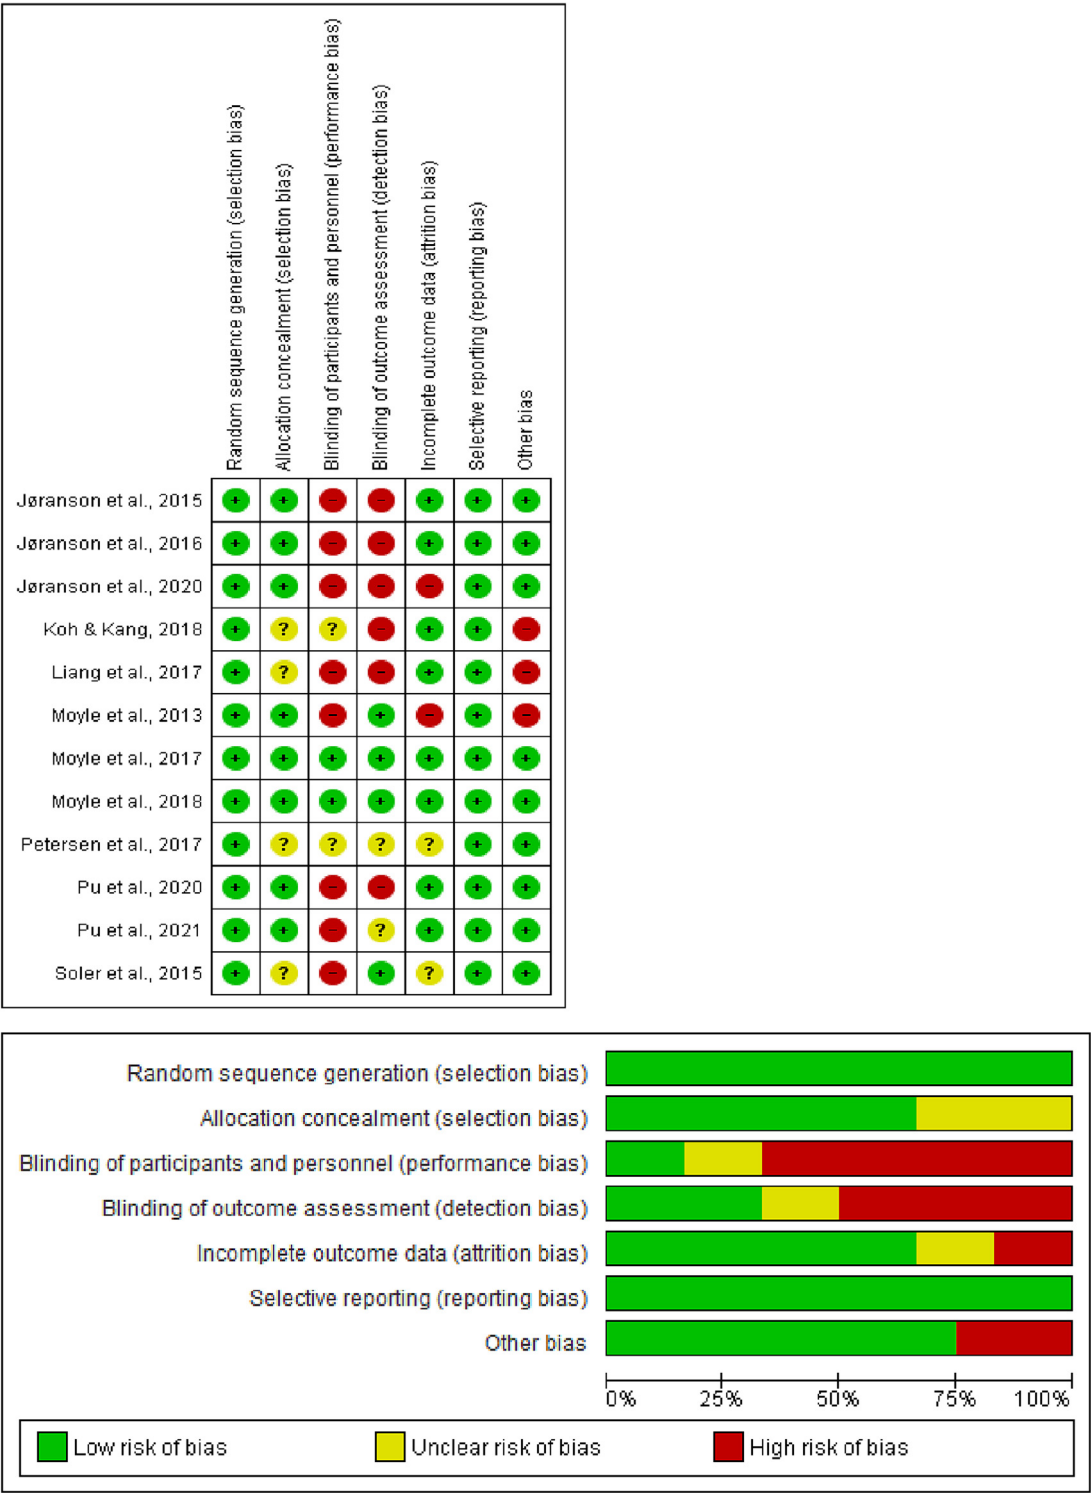 Random sequence generation (selection bias)
Allocation concealment (selection bias)
Blinding of participants and personnel (performance bias)
Blinding of outcome assessment (detection bias)
Incomplete outcome data (attrition bias)
Selective reporting (reporting bias)
Other bias
Jøranson et al., 2015 + + - - + + +
Jøranson et al., 2016 + + - - + + +
Jøranson et al., 2020 + + - - - + +
Koh & Kang, 2018 + ? ? - + + -
Liang et al., 2017 + ? - - + + -
Moyle et al., 2013 + + - + - + -
Moyle et al., 2017 + + + + + + +
Moyle et al., 2018 + + + + + + +
Petersen et al., 2017 + ? ? ? ? + +
Pu et al., 2020 + + - - + + +
Pu et al., 2021 + + - ? + + +
Soler et al., 2015 + ? - + ? + +
Random sequence generation (selection bias)
Allocation concealment (selection bias)
Blinding of participants and personnel (performance bias)
Blinding of outcome assessment (detection bias)
Incomplete outcome data (attrition bias)
Selective reporting (reporting bias)
Other bias
0% 25% 50% 75% 100%
Low risk of bias Unclear risk of bias High risk of bias